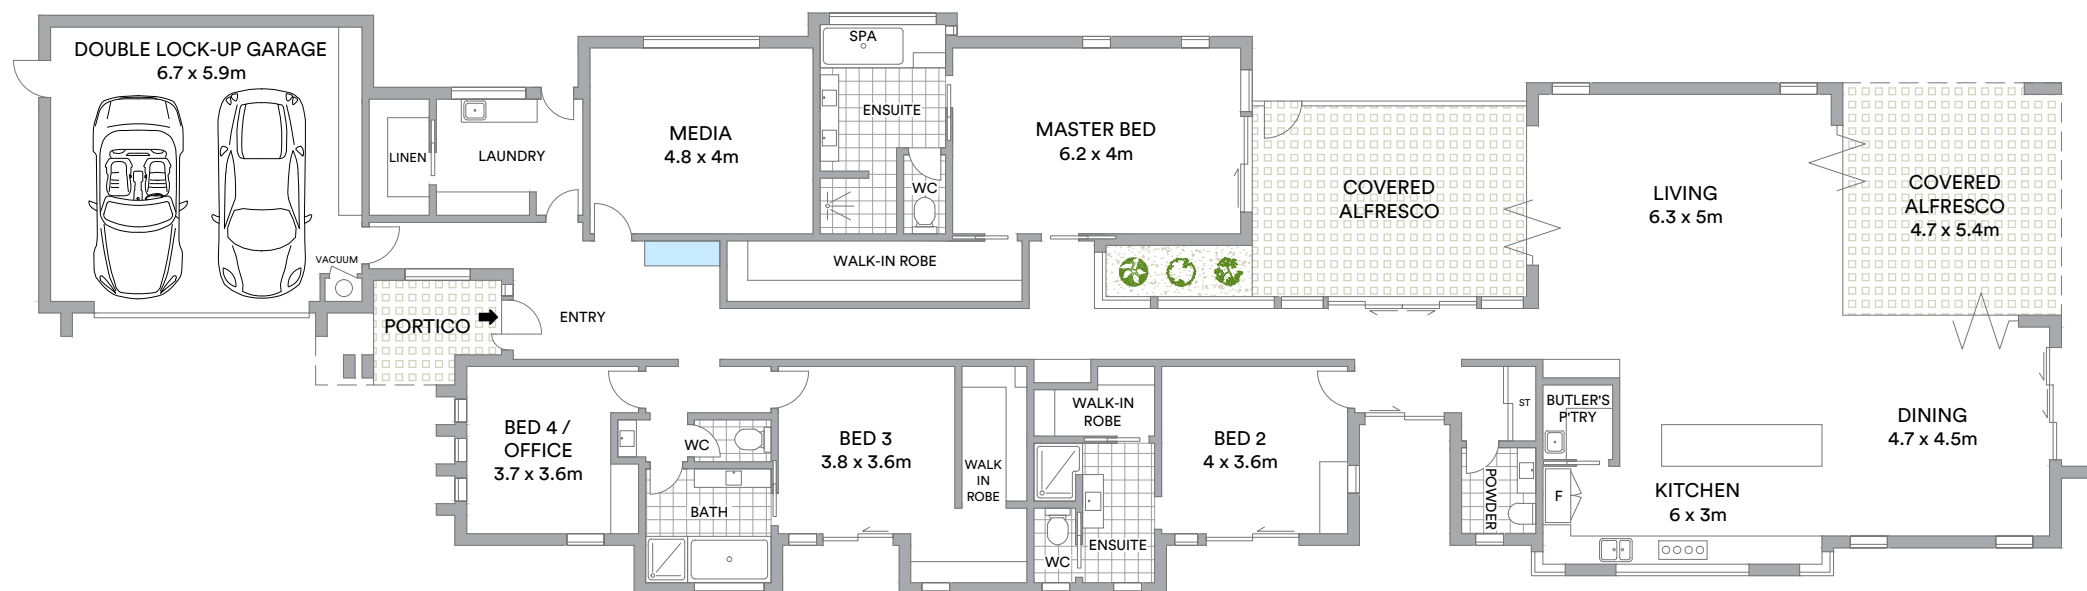 DOUBLE LOCK-UP GARAGE
6.7 x 5.9m
LINEN
LAUNDRY
VACUUM
PORTICO
ENTRY
MEDIA
4.8 x 4m
SPA
ENSUITE
WC
MASTER BED
6.2 x 4m
WALK-IN ROBE
COVERED
ALFRESCO
LIVING
6.3 x 5m
COVERED
ALFRESCO
4.7 x 5.4m
BED 4 /
OFFICE
3.7 x 3.6m
WC
BATH
BED 3
3.8 x 3.6m
WALK
IN
ROBE
WALK-IN
ROBE
WC
ENSUITE
BED 2
4 x 3.6m
POWDER
ST
BUTLER'S
P'TRY
F
KITCHEN
6 x 3m
DINING
4.7 x 4.5m